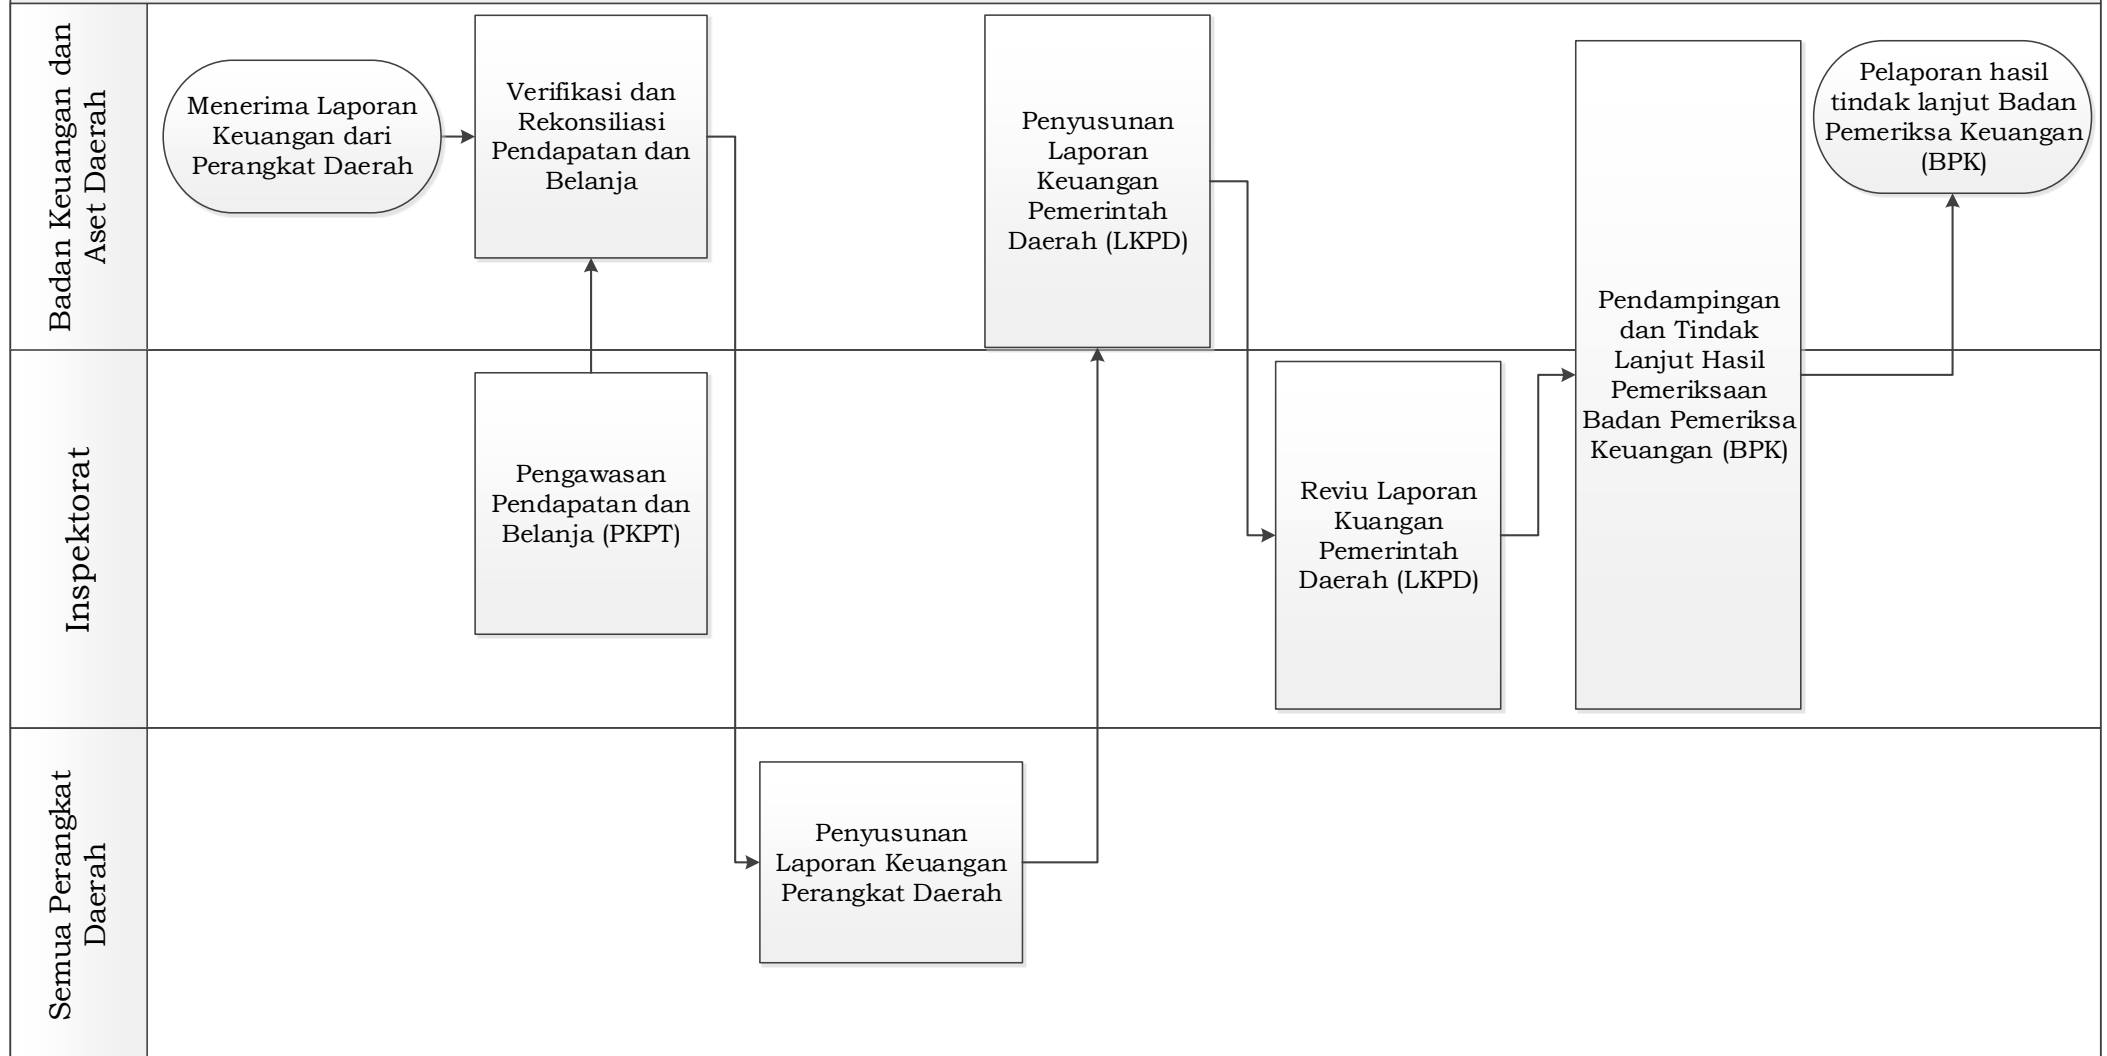 Badan Keuangan dan
Aset Daerah
Menerima Laporan
Keuangan dari
Perangkat Daerah
Verifikasi dan
Rekonsiliasi
Pendapatan dan
Belanja
Penyusunan
Laporan
Keuangan
Pemerintah
Daerah (LKPD)
Pendampingan
dan Tindak
Lanjut Hasil
Pemeriksaan
Badan Pemeriksa
Keuangan (BPK)
Pelaporan hasil
tindak lanjut Badan
Pemeriksa Keuangan
(BPK)
Inspektorat
Pengawasan
Pendapatan dan
Belanja (PKPT)
Reviu Laporan
Kuangan
Pemerintah
Daerah (LKPD)
Semua Perangkat
Daerah
Penyusunan
Laporan Keuangan
Perangkat Daerah